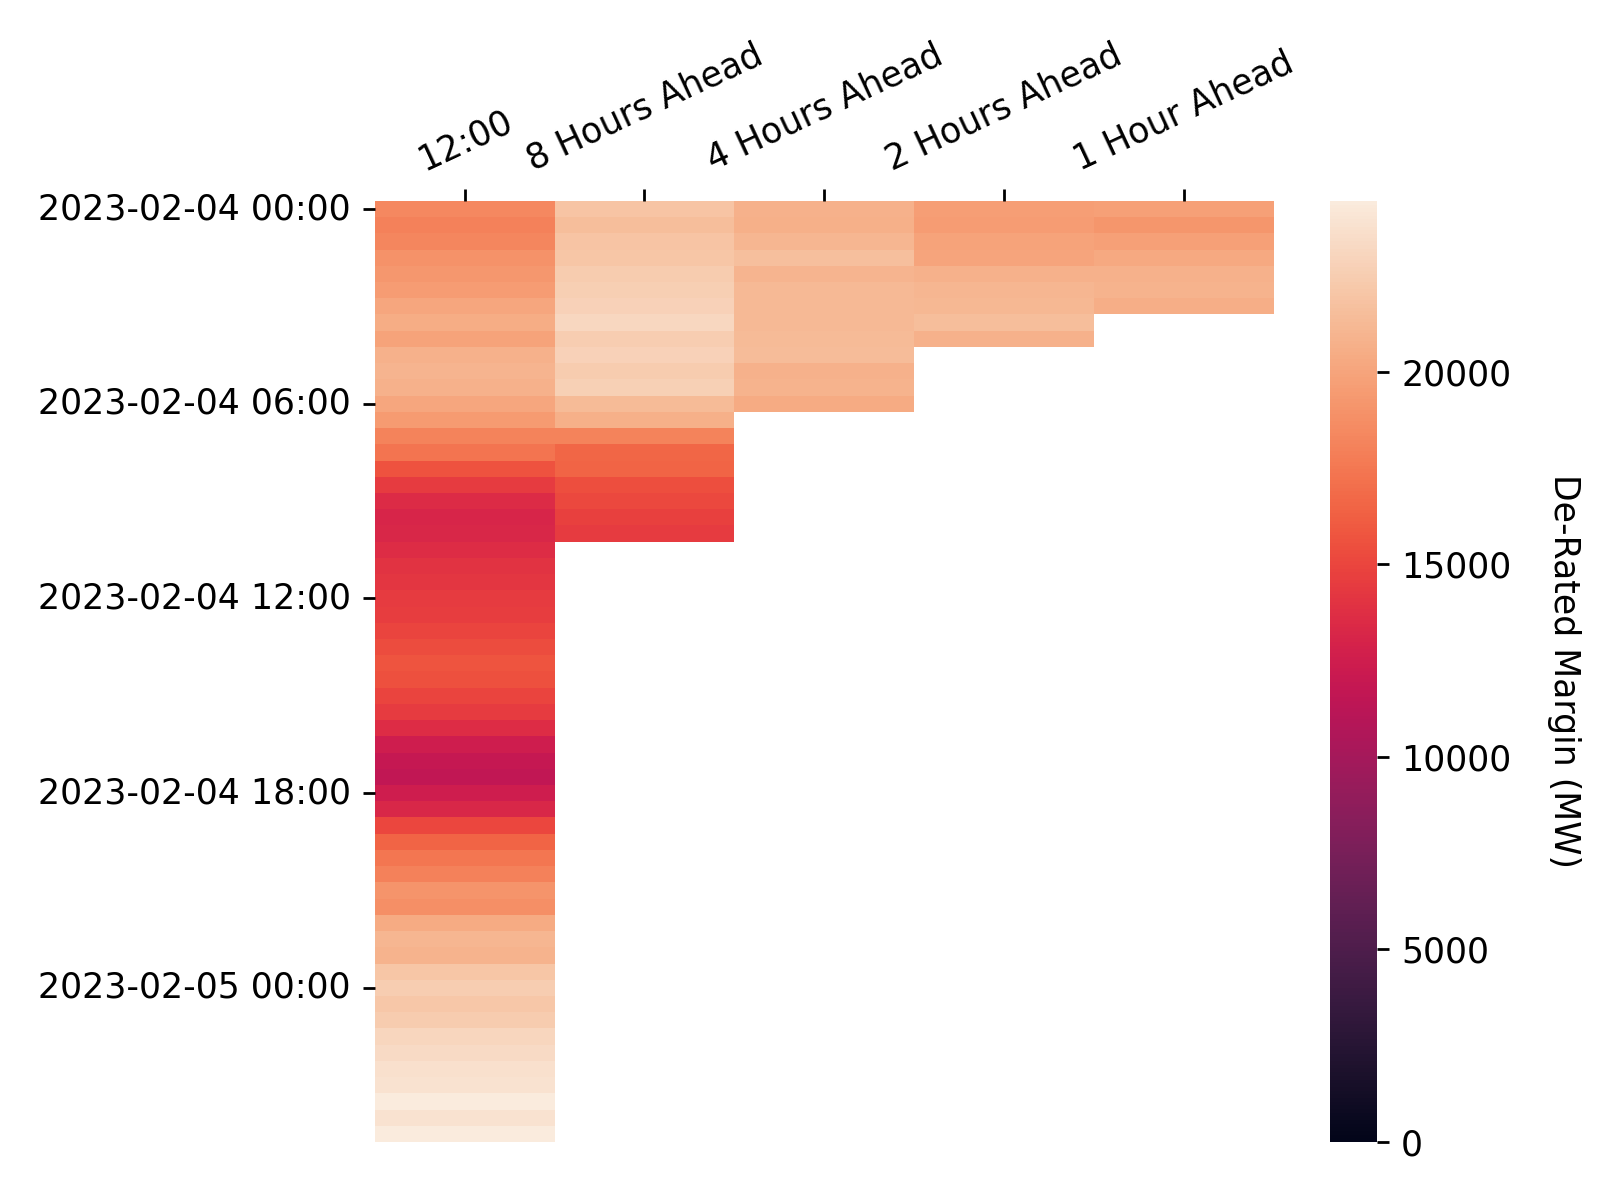 12:00
8 Hours Ahead
4 Hours Ahead
2 Hours Ahead
1 Hour Ahead
2023-02-04 00:00
2023-02-04 06:00
2023-02-04 12:00
2023-02-04 18:00
2023-02-05 00:00
20000
15000
10000
5000
0
De-Rated Margin (MW)